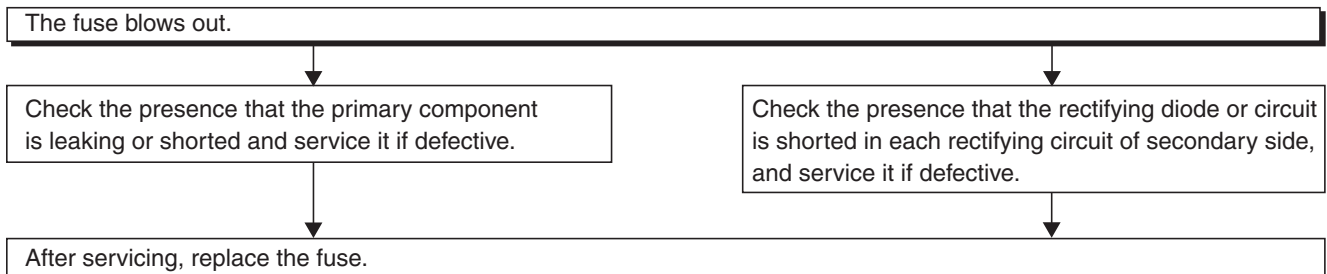 The fuse blows out.
Check the presence that the primary component
is leaking or shorted and service it if defective.
Check the presence that the rectifying diode or circuit
is shorted in each rectifying circuit of secondary side,
and service it if defective.
After servicing, replace the fuse.